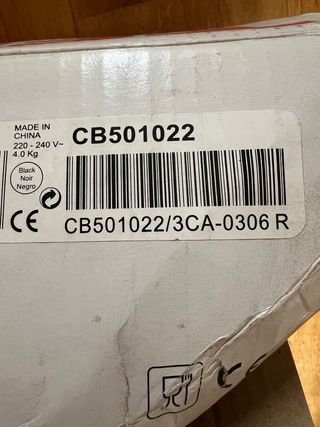 MADE IN
CHINA
220 - 240 V~
4.0 Kg
CB501022
Black
Noir
Negro
CE
CB501022/3CA-0306 R